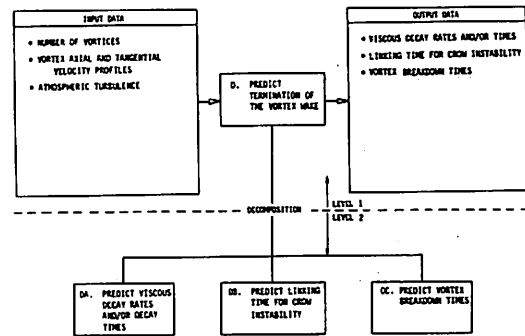 INPUT DATA
• NUMBER OF VORTICES
• VORTEX AXIAL AND TANGENTIAL
VELOCITY PROFILES
• ATMOSPHERIC TURBULENCE
D. PREDICT
TERMINATION OF
THE VORTEX WAKE
OUTPUT DATA
• VISCOUS DECAY RATES AND/OR TIMES
• LINKING TIME FOR CROW INSTABILITY
• VORTEX BREAKDOWN TIMES
DECOMPOSITION
LEVEL 1
LEVEL 2
DA. PREDICT VISCOUS
DECAY RATES
AND/OR DECAY
TIMES
DB. PREDICT LINKING
TIME FOR CROW
INSTABILITY
DC. PREDICT VORTEX
BREAKDOWN TIMES